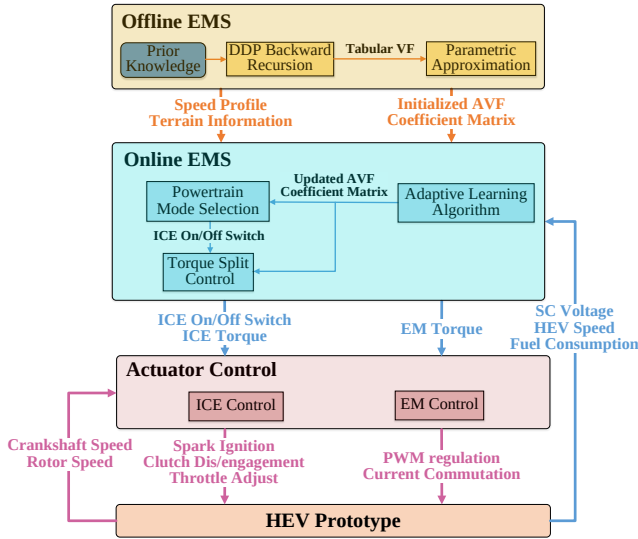 Offline EMS
Prior
Knowledge
DDP Backward
Recursion
Tabular VF
Parametric
Approximation
Speed Profile
Terrain Information
Initialized AVF
Coefficient Matrix
Online EMS
Powertrain
Mode Selection
Updated AVF
Coefficient Matrix
Adaptive Learning
Algorithm
ICE On/Off Switch
Torque Split
Control
ICE On/Off Switch
ICE Torque
EM Torque
SC Voltage
HEV Speed
Fuel Consumption
Actuator Control
ICE Control
EM Control
Crankshaft Speed
Rotor Speed
Spark Ignition
Clutch Dis/engagement
Throttle Adjust
PWM regulation
Current Commutation
HEV Prototype